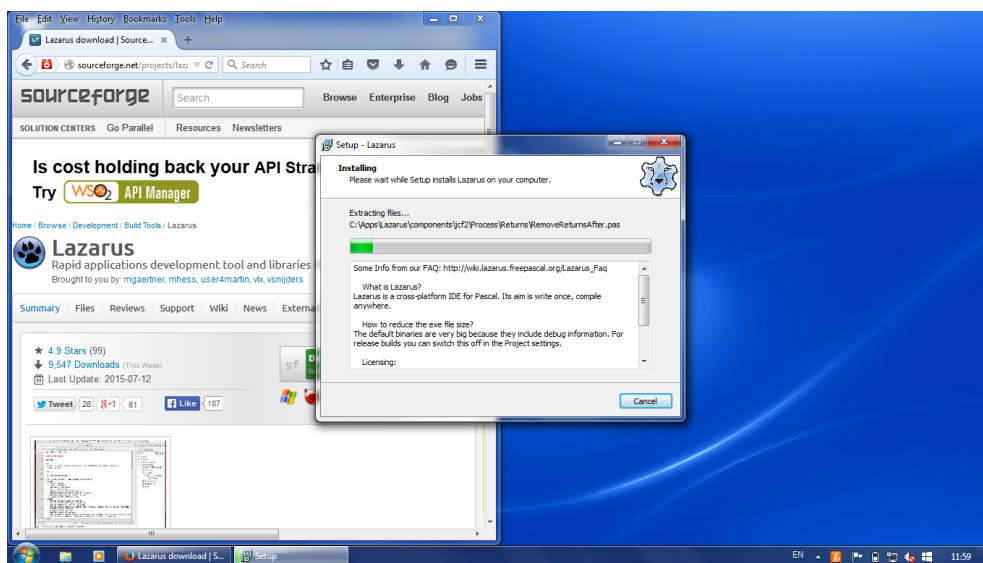 File Edit View History Bookmarks Tools Help
Lazarus download | Source...
sourceforge.net/projects/laz
Search
sourceforge
Search
Browse Enterprise Blog Jobs
SOLUTION CENTERS Go Parallel Resources Newsletters
Is cost holding back your API Stra
Try WSO2 API Manager
Home / Browse / Development / Build Tools / Lazarus
Lazarus
Rapid applications development tool and libraries
Brought to you by: mgaertner, mhess, user4martin, vlx, vsnijders
Summary Files Reviews Support Wiki News Externa
4.9 Stars (99)
9,547 Downloads (This Week)
Last Update: 2015-07-12
sf D
Tweet 28 g+1 81 Like 187
Setup - Lazarus
Installing
Please wait while Setup installs Lazarus on your computer.
Extracting files...
C:\Apps\Lazarus\components\jcf2\Process\Returns\RemoveReturnsAfter.pas
Some Info from our FAQ: http://wiki.lazarus.freepascal.org/Lazarus_Faq
What is Lazarus?
Lazarus is a cross-platform IDE for Pascal. Its aim is write once, compile
anywhere.
How to reduce the exe file size?
The default binaries are very big because they include debug information. For
release builds you can switch this off in the Project settings.
Licensing:
Cancel
Lazarus download | S...
Setup
EN
11:59